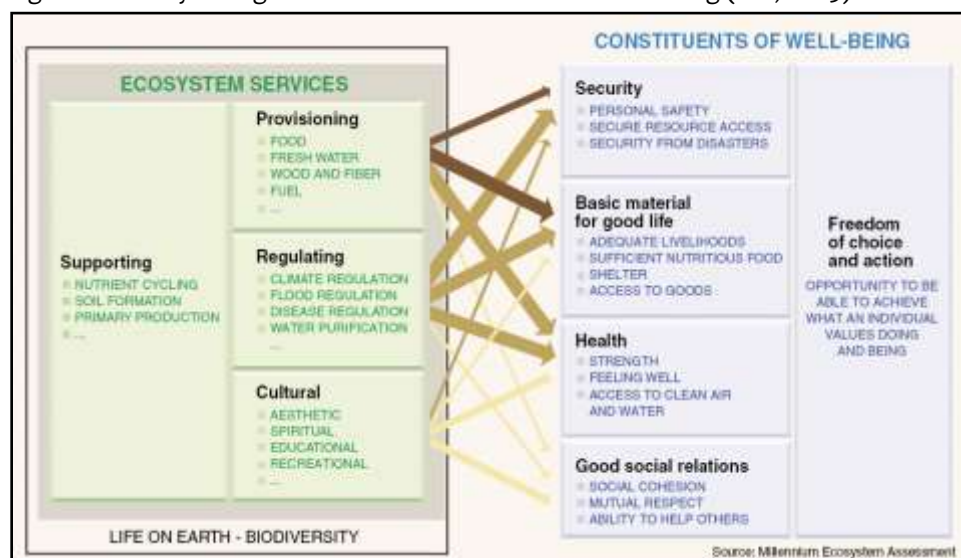 CONSTITUENTS OF WELL-BEING
ECOSYSTEM SERVICES
Supporting
NUTRIENT CYCLING
SOIL FORMATION
PRIMARY PRODUCTION
...
Provisioning
FOOD
FRESH WATER
WOOD AND FIBER
FUEL
...
Regulating
CLIMATE REGULATION
FLOOD REGULATION
DISEASE REGULATION
WATER PURIFICATION
...
Cultural
AESTHETIC
SPIRITUAL
EDUCATIONAL
RECREATIONAL
...
LIFE ON EARTH - BIODIVERSITY
Security
PERSONAL SAFETY
SECURE RESOURCE ACCESS
SECURITY FROM DISASTERS
Basic material
for good life
ADEQUATE LIVELIHOODS
SUFFICIENT NUTRITIOUS FOOD
SHELTER
ACCESS TO GOODS
Health
STRENGTH
FEELING WELL
ACCESS TO CLEAN AIR
AND WATER
Good social relations
SOCIAL COHESION
MUTUAL RESPECT
ABILITY TO HELP OTHERS
Freedom
of choice
and action
OPPORTUNITY TO BE
ABLE TO ACHIEVE
WHAT AN INDIVIDUAL
VALUES DOING
AND BEING
Source: Millennium Ecosystem Assessment